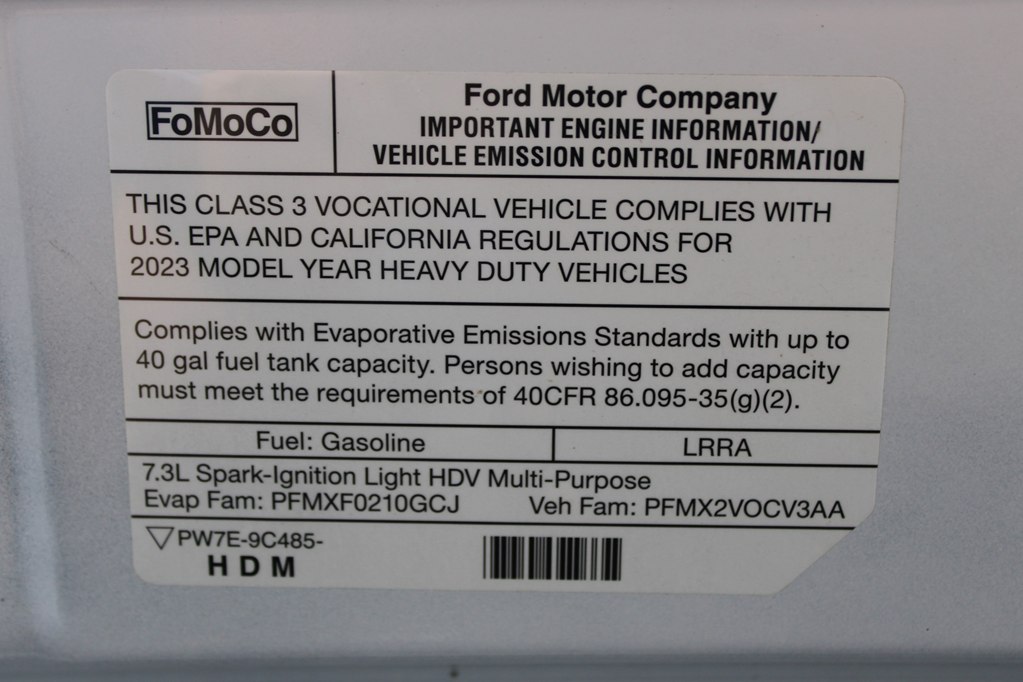 FoMoCo
Ford Motor Company
IMPORTANT ENGINE INFORMATION/
VEHICLE EMISSION CONTROL INFORMATION
THIS CLASS 3 VOCATIONAL VEHICLE COMPLIES WITH
U.S. EPA AND CALIFORNIA REGULATIONS FOR
2023 MODEL YEAR HEAVY DUTY VEHICLES
Complies with Evaporative Emissions Standards with up to
40 gal fuel tank capacity. Persons wishing to add capacity
must meet the requirements of 40CFR 86.095-35(g)(2).
Fuel: Gasoline LRRA
7.3L Spark-Ignition Light HDV Multi-Purpose
Evap Fam: PFMXF0210GCJ Veh Fam: PFMX2VOCV3AA
▽PW7E-9C485-
HDM